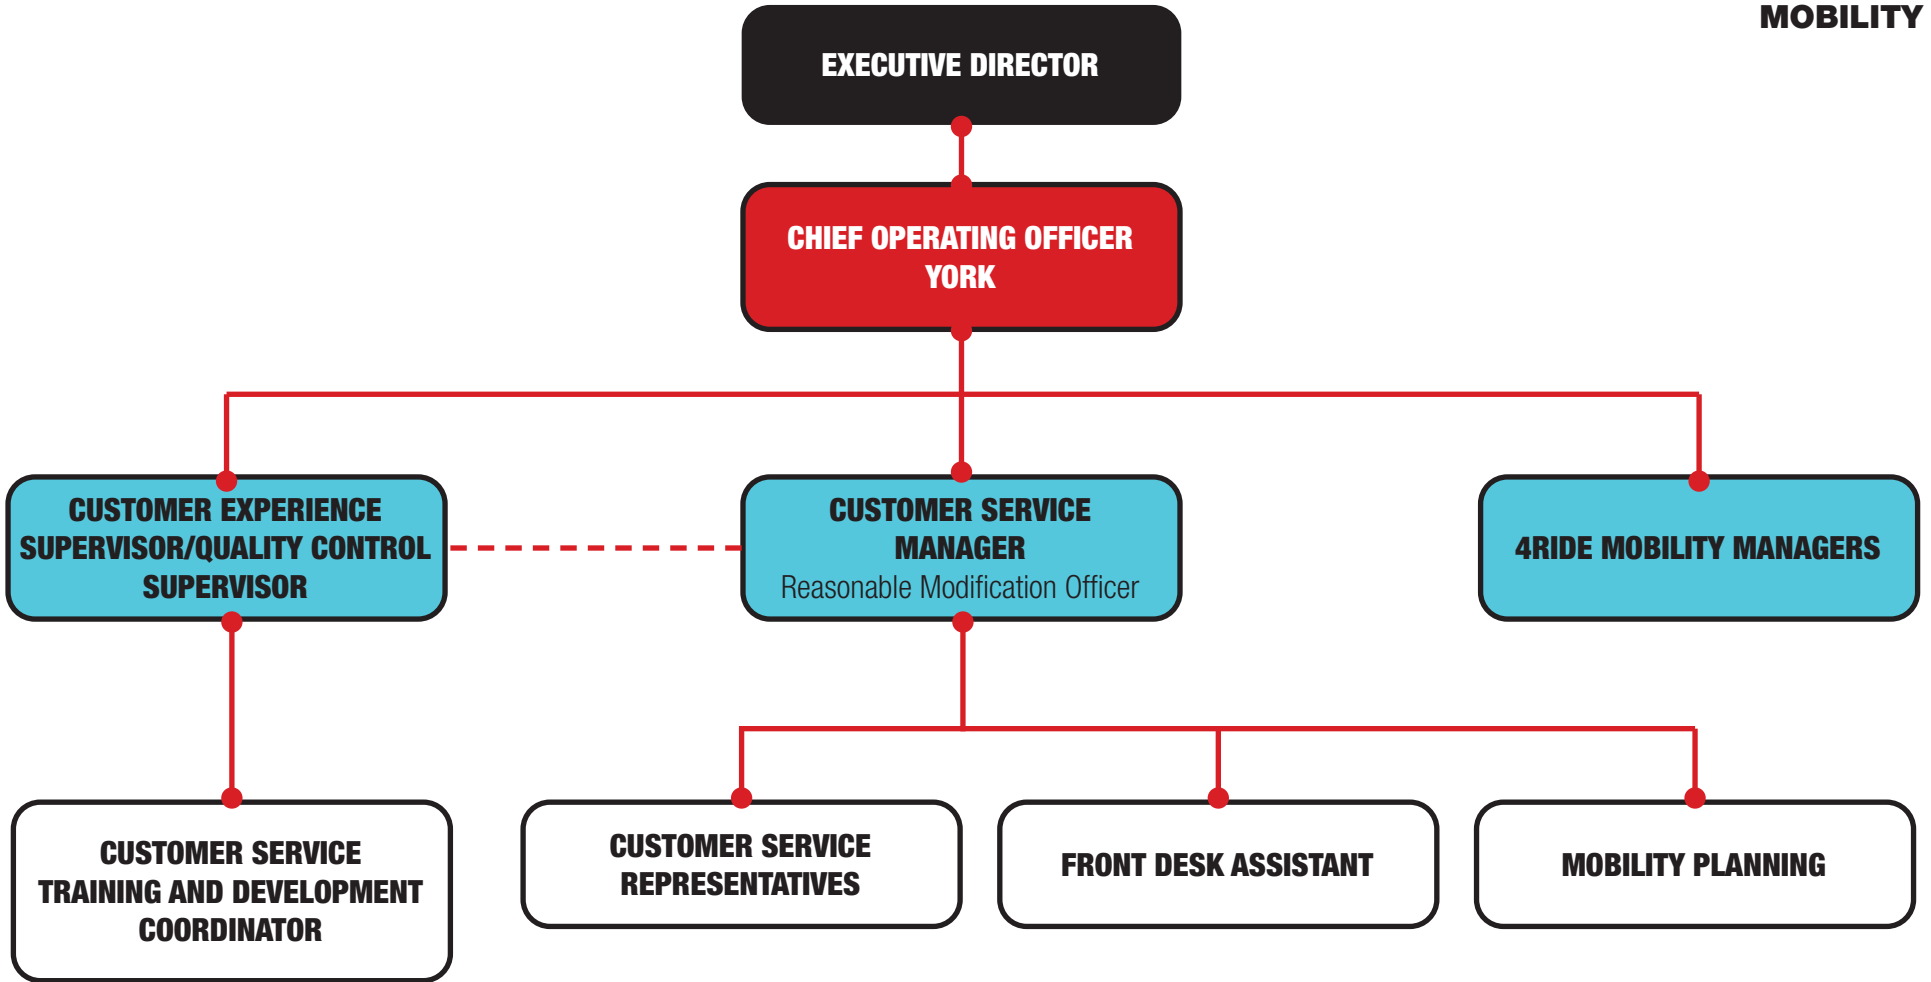 MOBILITY
EXECUTIVE DIRECTOR
CHIEF OPERATING OFFICER
YORK
CUSTOMER EXPERIENCE
SUPERVISOR/QUALITY CONTROL
SUPERVISOR
CUSTOMER SERVICE
MANAGER
Reasonable Modification Officer
4RIDE MOBILITY MANAGERS
CUSTOMER SERVICE
TRAINING AND DEVELOPMENT
COORDINATOR
CUSTOMER SERVICE
REPRESENTATIVES
FRONT DESK ASSISTANT
MOBILITY PLANNING